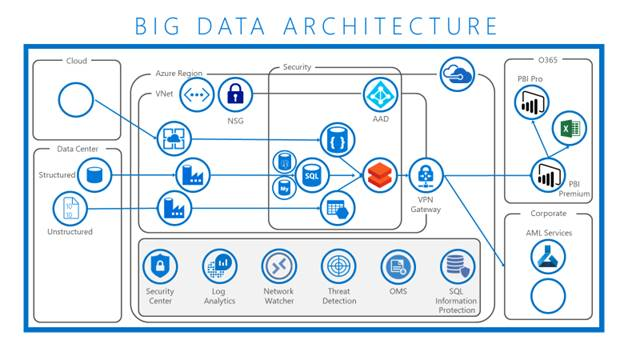 BIG DATA ARCHITECTURE
Cloud
Azure Region
Security
O365
VNet
PBI Pro
NSG
AAD
Data Center
Structured
SQL
My
PBI
Premium
VPN
Gateway
10
10
Unstructured
Corporate
AML Services
Security
Center
Log
Analytics
Network
Watcher
Threat
Detection
OMS
SQL
Information
Protection